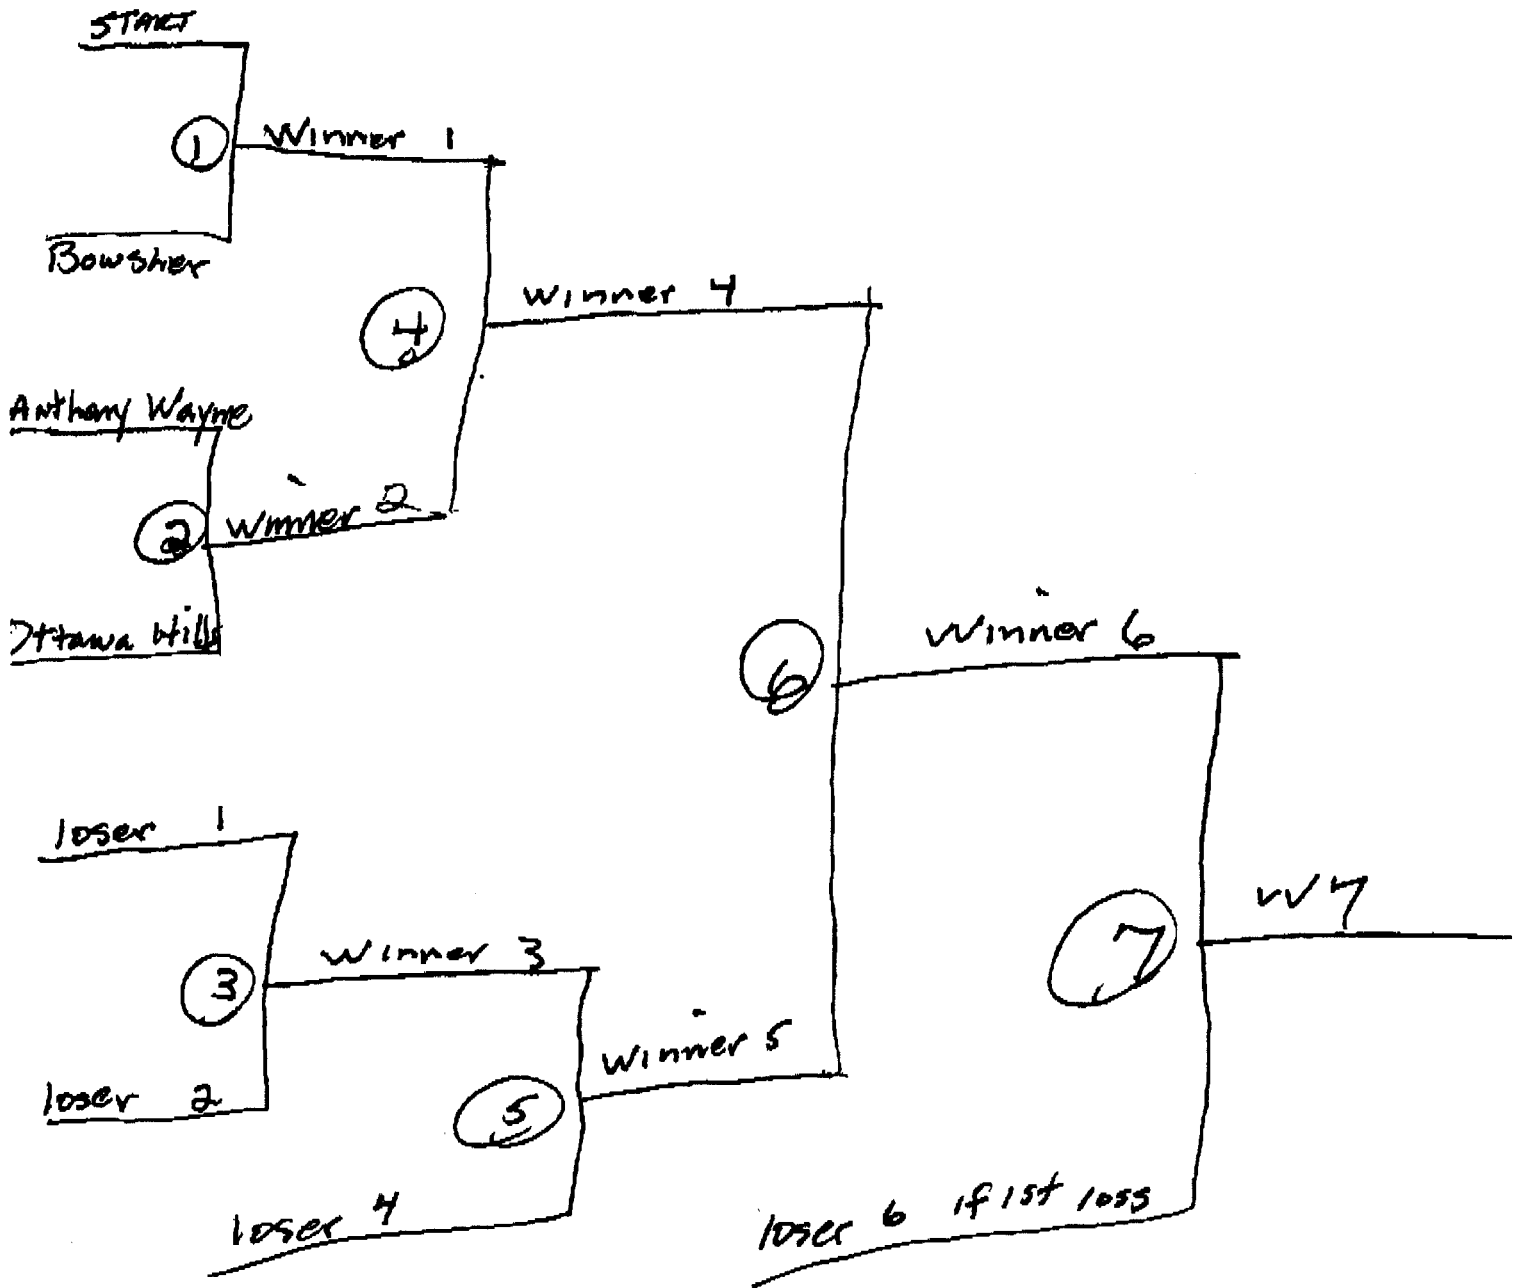 START
1
Winner 1
Bowsher
4
Winner 4
Anthony Wayne
2
Winner 2
Ottawa Hills
6
Winner 6
loser 1
3
Winner 3
loser 2
5
Winner 5
loser 4
7
W7
loser 6 if 1st loss